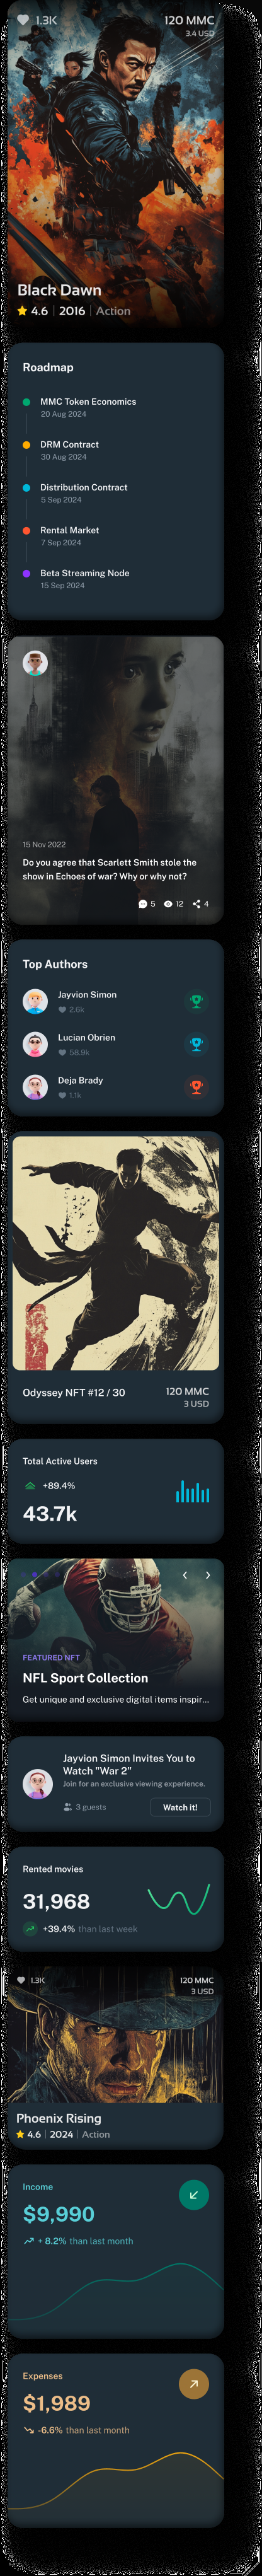 1.3K
120 MMC
3.4 USD
Black Dawn
4.6 | 2016 | Action
Roadmap
MMC Token Economics
20 Aug 2024
DRM Contract
30 Aug 2024
Distribution Contract
5 Sep 2024
Rental Market
7 Sep 2024
Beta Streaming Node
15 Sep 2024
15 Nov 2022
Do you agree that Scarlett Smith stole the
show in Echoes of war? Why or why not?
5 12 4
Top Authors
Jayvion Simon
2.6k
Lucian Obrien
58.9k
Deja Brady
1.1k
Odyssey NFT #12 / 30
120 MMC
3 USD
Total Active Users
+89.4%
43.7k
FEATURED NFT
NFL Sport Collection
Get unique and exclusive digital items inspir...
Jayvion Simon Invites You to
Watch "War 2"
Join for an exclusive viewing experience.
3 guests
Watch it!
Rented movies
31,968
+39.4% than last week
1.3K
120 MMC
3 USD
Phoenix Rising
4.6 | 2024 | Action
Income
$9,990
+ 8.2% than last month
Expenses
$1,989
-6.6% than last month